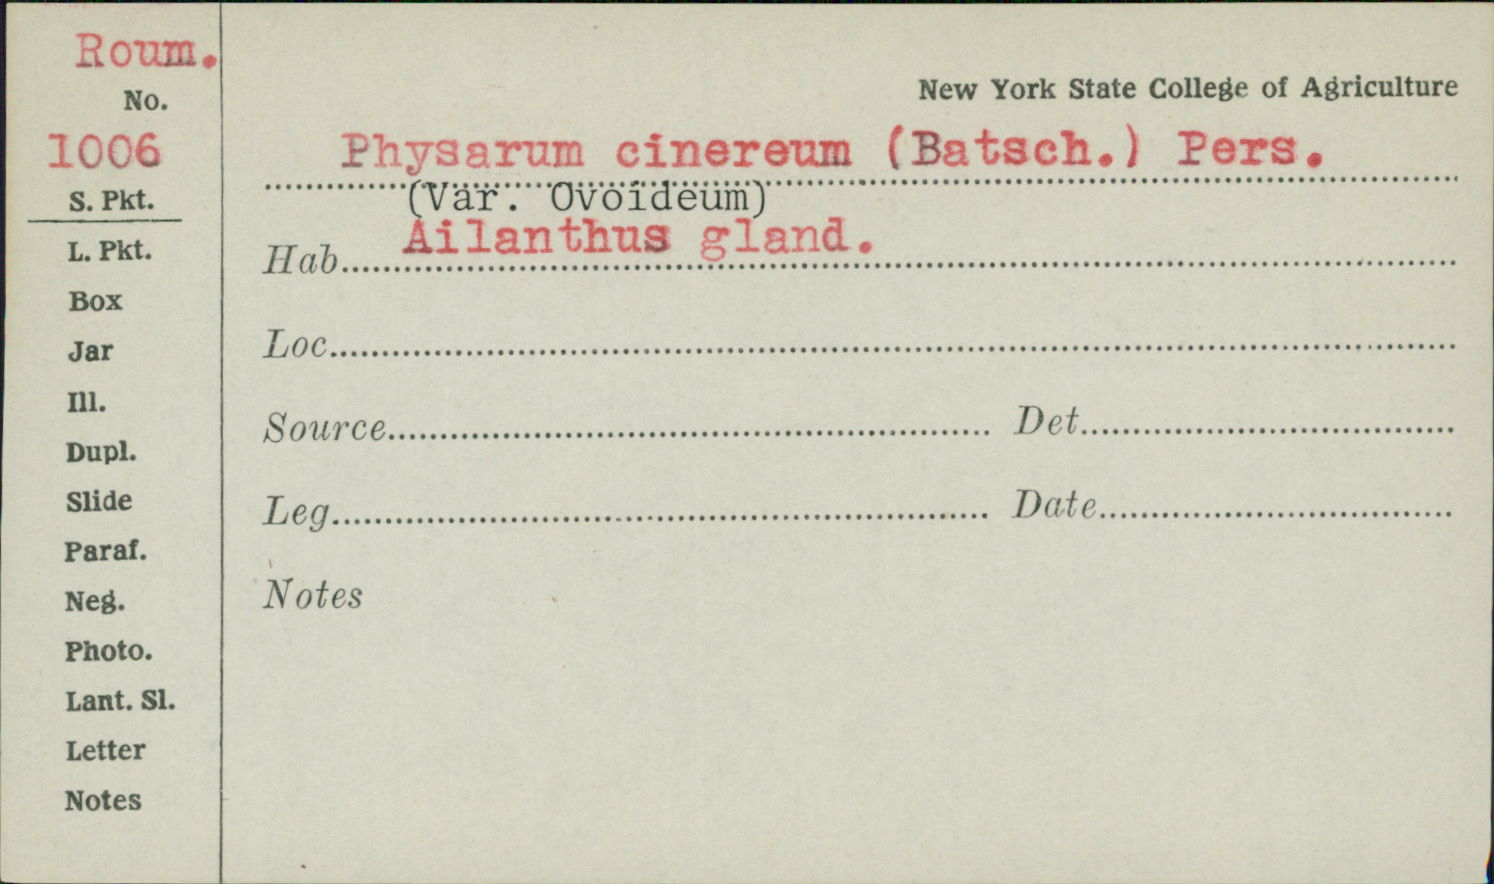 Roum.
No.
1006
S. Pkt.
L. Pkt.
Box
Jar
Ill.
Dupl.
Slide
Paraf.
Neg.
Photo.
Lant. Sl.
Letter
Notes
New York State College of Agriculture
Physarum cinereum (Batsch.) Pers.
(Var. Ovoideum)
Hab. Ailanthus gland.
Loc.
Source Det.
Leg. Date
Notes